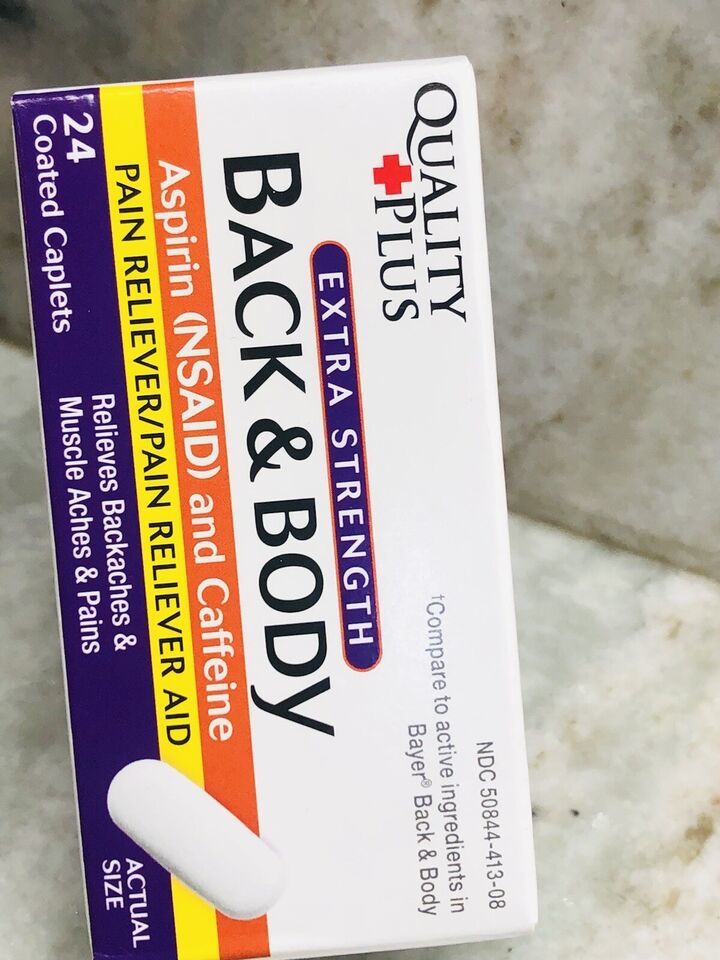 NDC 50844-413-08
QUALITY
PLUS
†Compare to active ingredients in
Bayer® Back & Body
EXTRA STRENGTH
BACK & BODY
Aspirin (NSAID) and Caffeine
PAIN RELIEVER/PAIN RELIEVER AID
24
Coated Caplets
Relieves Backaches &
Muscle Aches & Pains
ACTUAL
SIZE